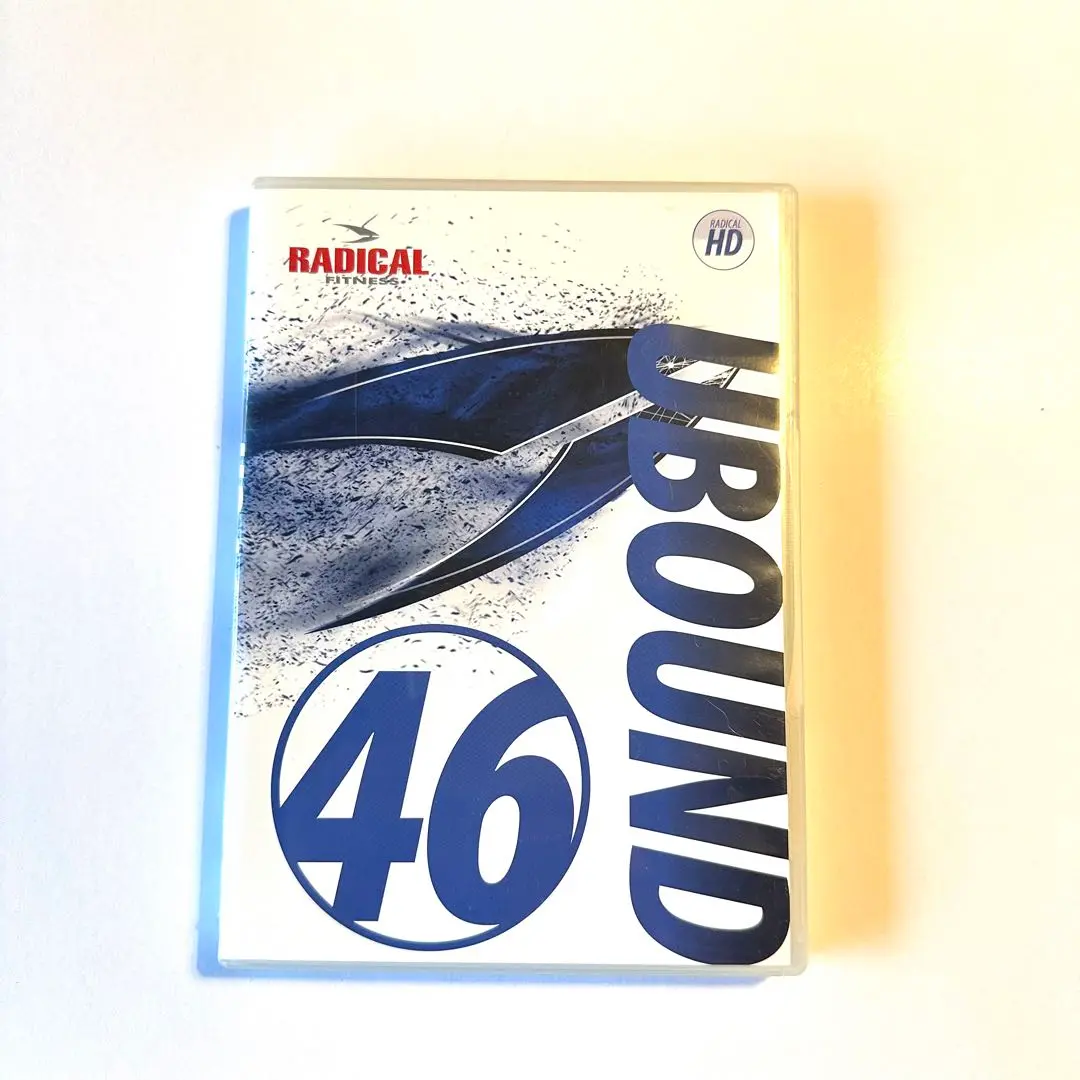 RADICAL
FITNESS
RADICAL
HD
UBOUND
46